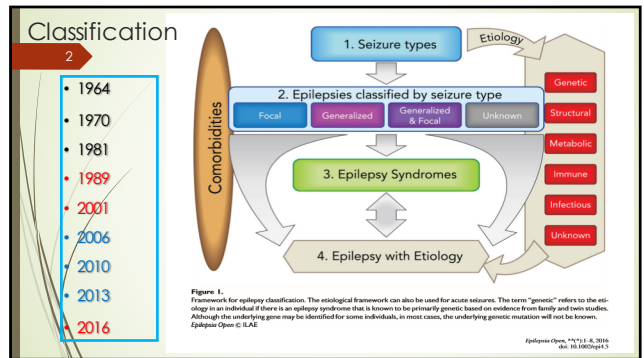 Classification
2
• 1964
• 1970
• 1981
• 1989
• 2001
• 2006
• 2010
• 2013
• 2016
Comorbidities
1. Seizure types
Etiology
2. Epilepsies classified by seizure type
Focal
Generalized
Generalized
& Focal
Unknown
3. Epilepsy Syndromes
4. Epilepsy with Etiology
Genetic
Structural
Metabolic
Immune
Infectious
Unknown
Figure 1.
Framework for epilepsy classification. The etiological framework can also be used for acute seizures. The term "genetic" refers to the eti-
ology in an individual if there is an epilepsy syndrome that is known to be primarily genetic based on evidence from family and twin studies.
Although the underlying gene may be identified for some individuals, in most cases, the underlying genetic mutation will not be known.
Epilepsia Open © ILAE
Epilepsia Open, **(*):1–8, 2016
doi: 10.1002/epi4.5